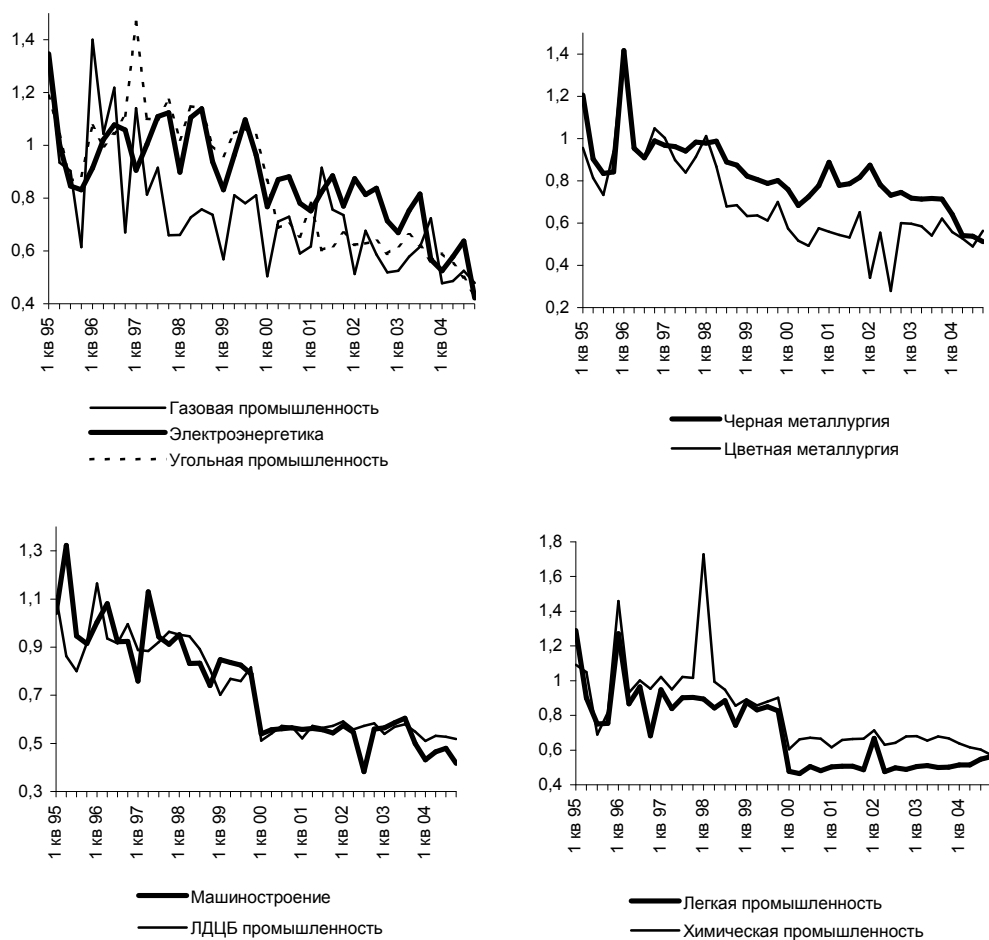 1,4
1,2
1
0,8
0,6
0,4
1 кв 95
1 кв 96
1 кв 97
1 кв 98
1 кв 99
1 кв 00
1 кв 01
1 кв 02
1 кв 03
1 кв 04
Газовая промышленность
Электроэнергетика
Угольная промышленность
1,4
1,2
1
0,8
0,6
0,4
0,2
1 кв 95
1 кв 96
1 кв 97
1 кв 98
1 кв 99
1 кв 00
1 кв 01
1 кв 02
1 кв 03
1 кв 04
Черная металлургия
Цветная металлургия
1,3
1,1
0,9
0,7
0,5
0,3
1 кв 95
1 кв 96
1 кв 97
1 кв 98
1 кв 99
1 кв 00
1 кв 01
1 кв 02
1 кв 03
1 кв 04
Машиностроение
ЛДЦБ промышленность
1,8
1,6
1,4
1,2
1
0,8
0,6
0,4
1 кв 95
1 кв 96
1 кв 97
1 кв 98
1 кв 99
1 кв 00
1 кв 01
1 кв 02
1 кв 03
1 кв 04
Легкая промышленность
Химическая промышленность